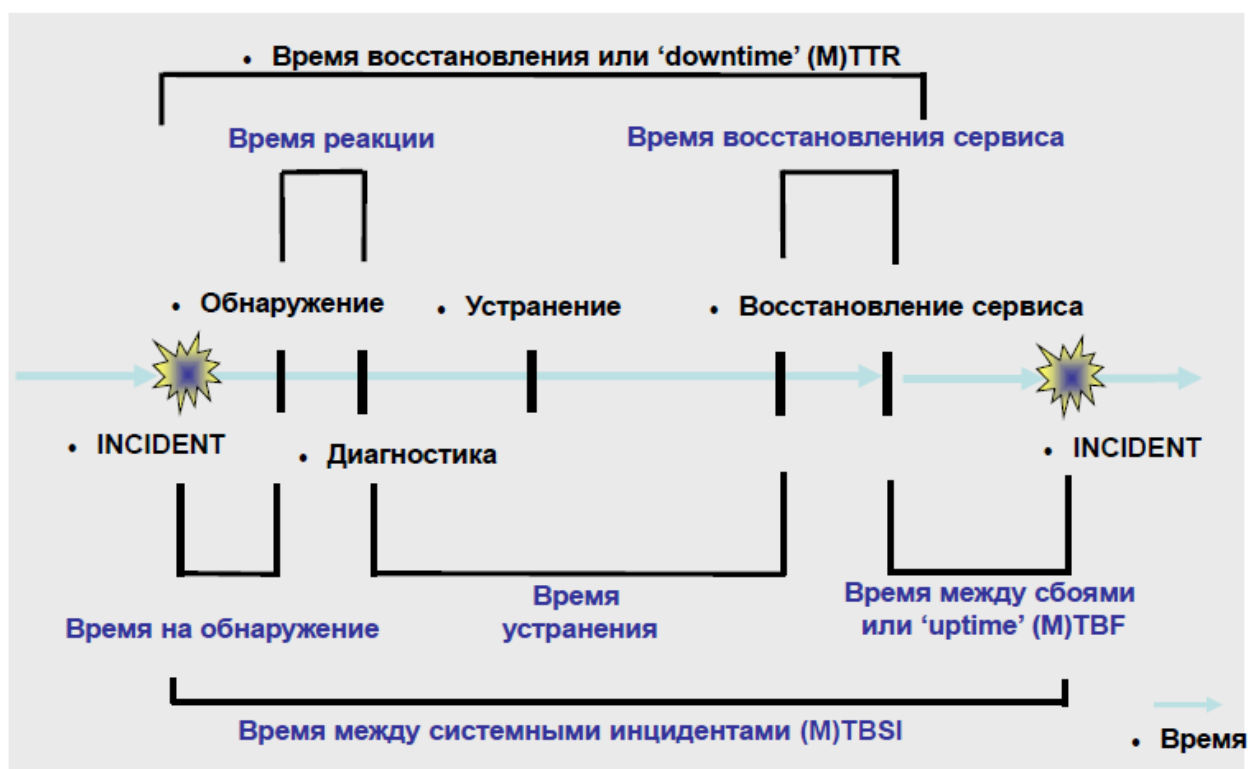 • Время восстановления или ‘downtime’ (M)TTR
Время реакции
Время восстановления сервиса
• Обнаружение
• Устранение
• Восстановление сервиса
• INCIDENT
• Диагностика
• INCIDENT
Время на обнаружение
Время
устранения
Время между сбоями
или ‘uptime’ (M)TBF
Время между системными инцидентами (M)TBSI
• Время